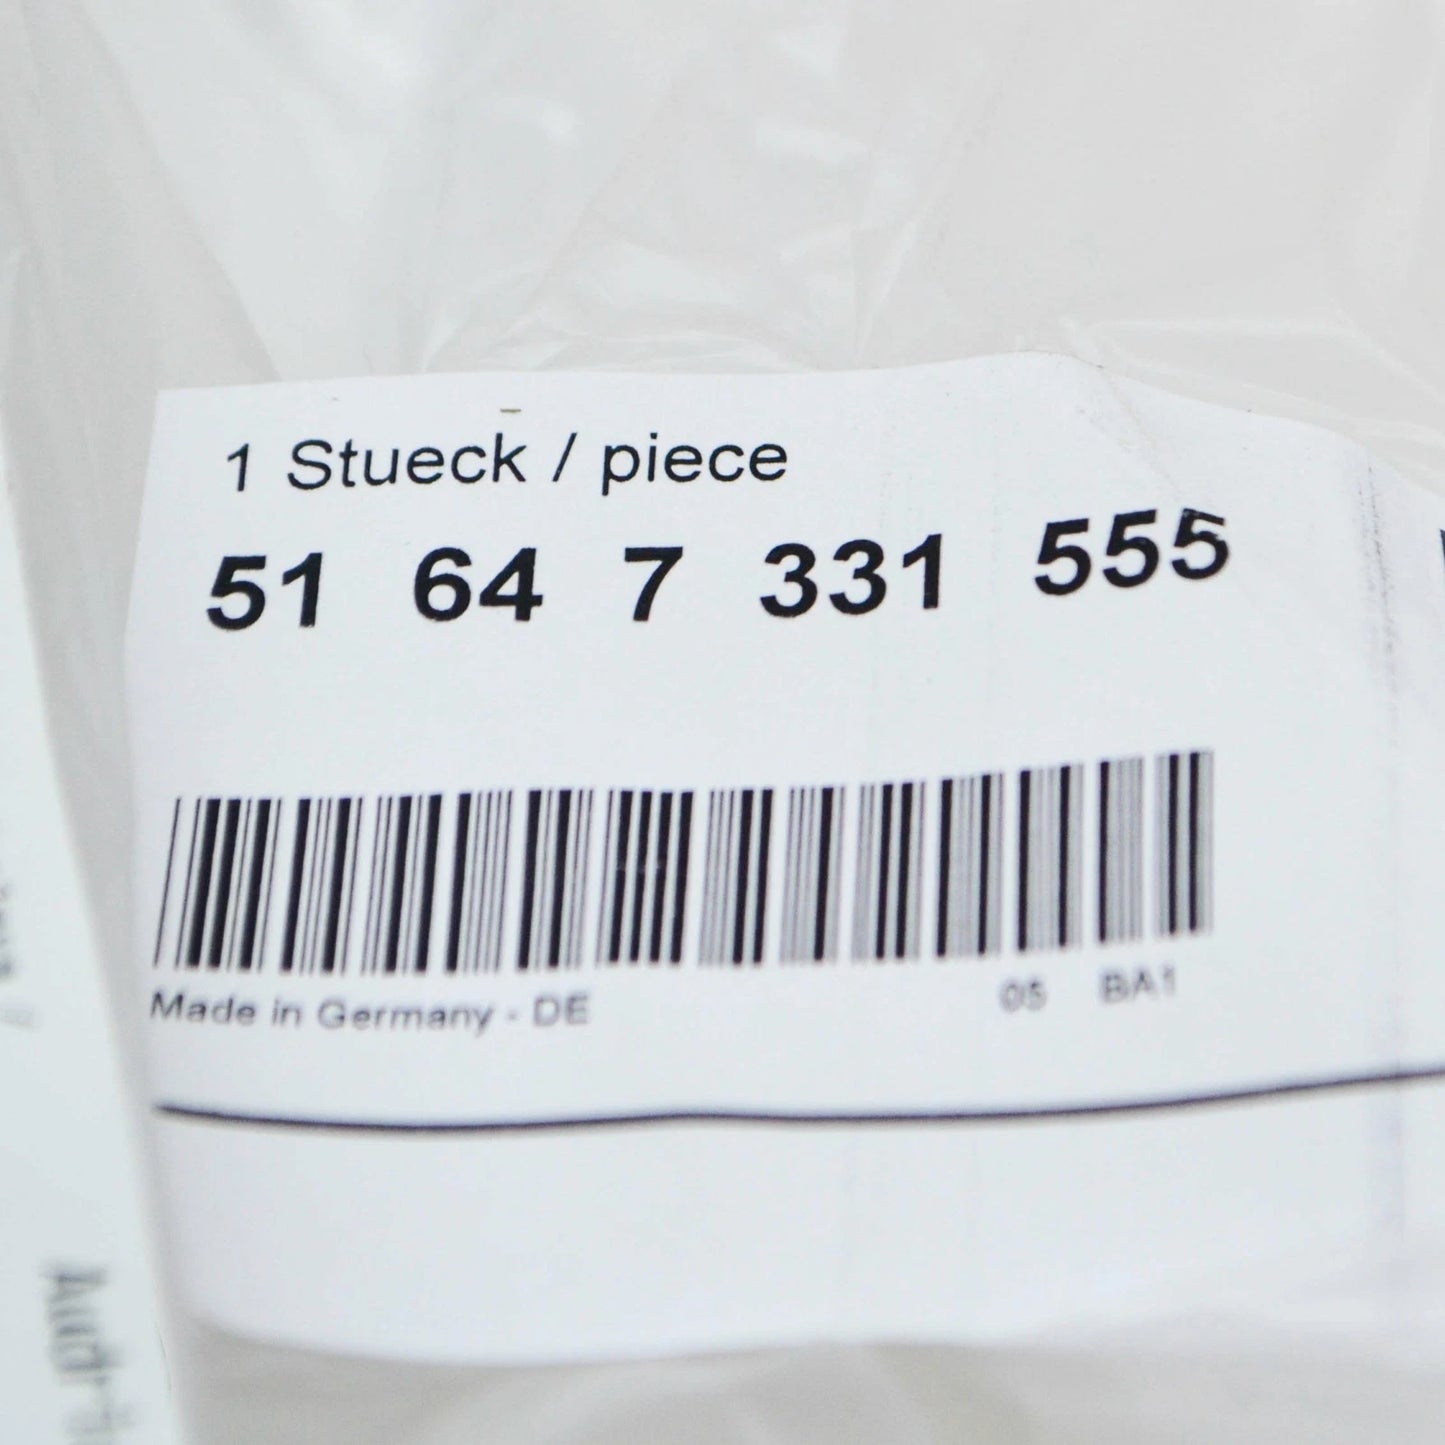 1 Stueck / piece
51 64 7 331 555
Made in Germany - DE 05 BA1